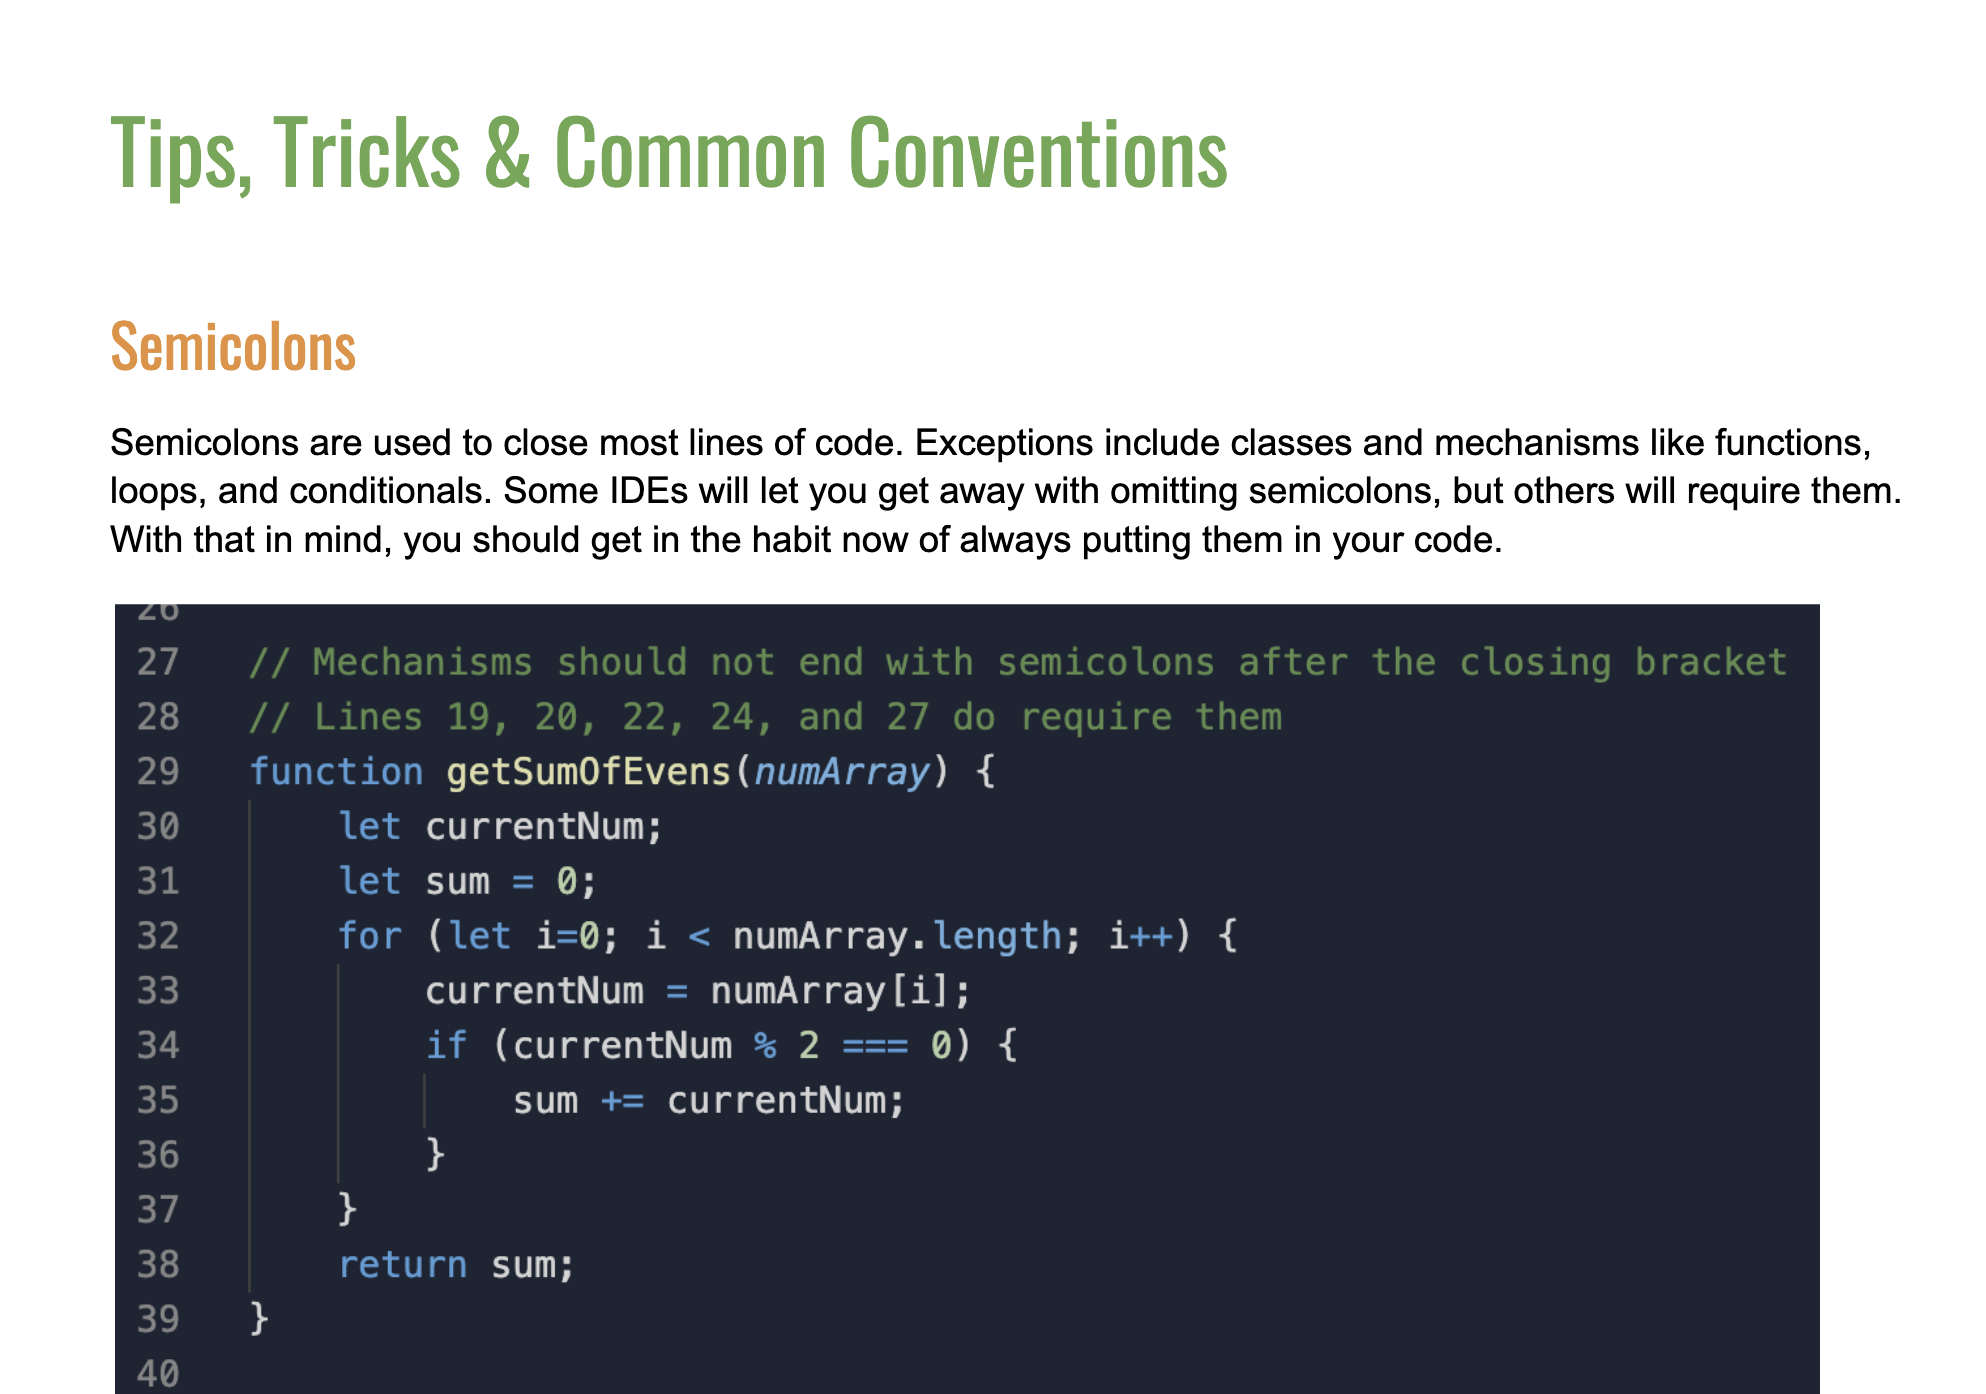 Tips, Tricks & Common Conventions
Semicolons
Semicolons are used to close most lines of code. Exceptions include classes and mechanisms like functions,
loops, and conditionals. Some IDEs will let you get away with omitting semicolons, but others will require them.
With that in mind, you should get in the habit now of always putting them in your code.
26
27 // Mechanisms should not end with semicolons after the closing bracket
28 // Lines 19, 20, 22, 24, and 27 do require them
29 function getSumOfEvens(numArray) {
30 let currentNum;
31 let sum = 0;
32 for (let i=0; i < numArray.length; i++) {
33 currentNum = numArray[i];
34 if (currentNum % 2 === 0) {
35 sum += currentNum;
36 }
37 }
38 return sum;
39 }
40